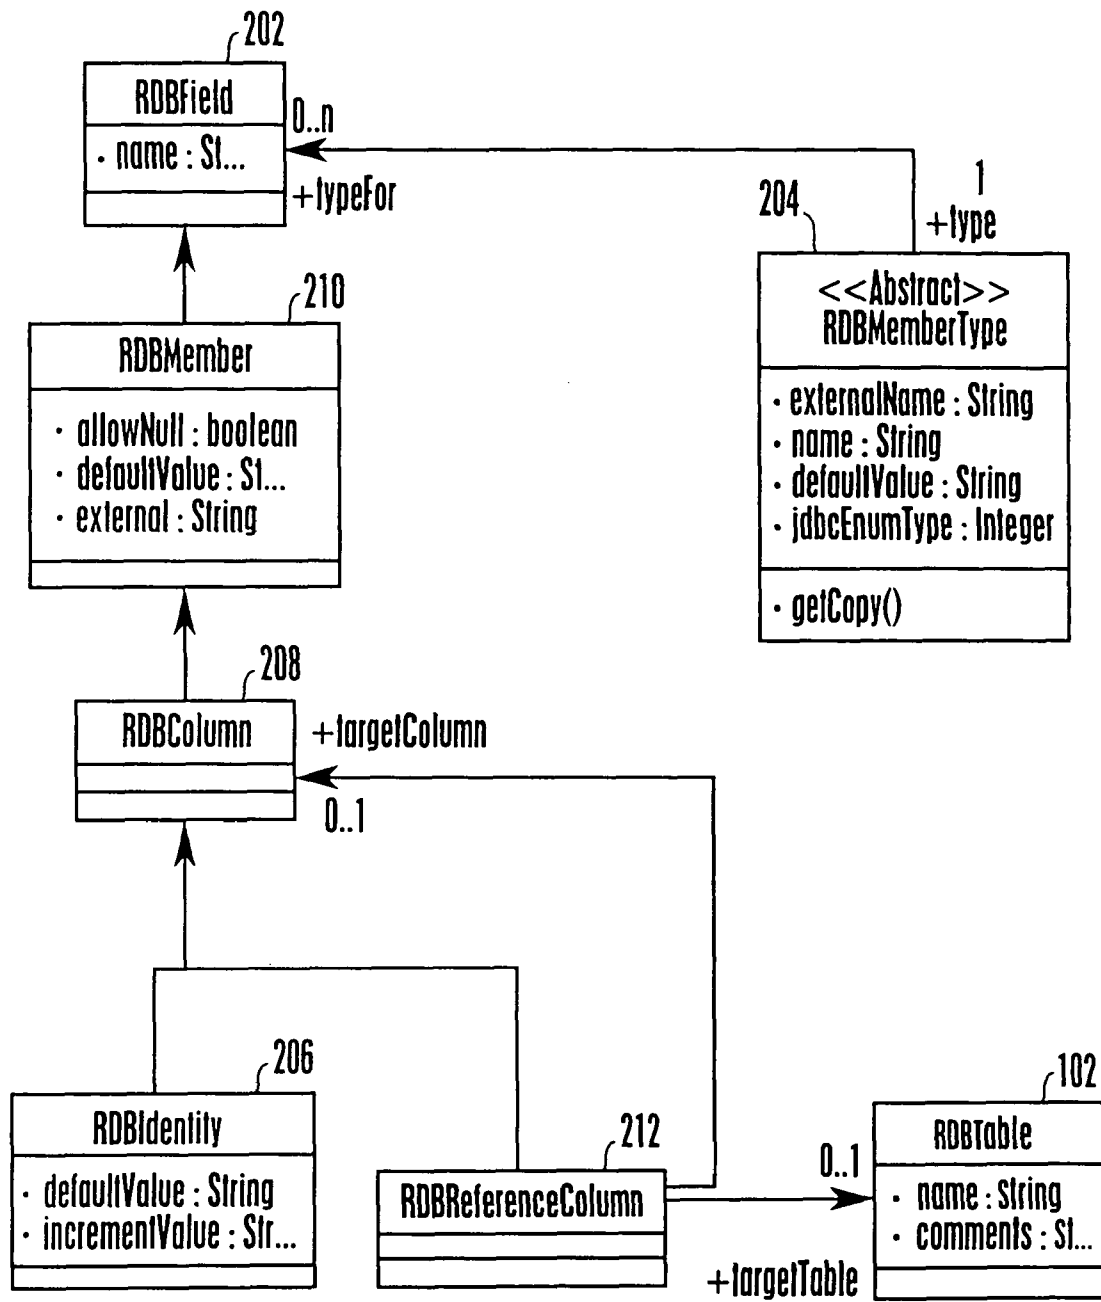 202
RDBField
· name : St...
0..n
+typeFor
1
+type
204
<<Abstract>>
RDBMemberType
· externalName : String
· name : String
· defaultValue : String
· jdbcEnumType : Integer
· getCopy()
210
RDBMember
· allowNull : boolean
· defaultValue : St...
· external : String
208
RDBColumn
+targetColumn
0..1
206
RDBIdentity
· defaultValue : String
· incrementValue : Str...
212
RDBReferenceColumn
0..1
+targetTable
102
RDBTable
· name : String
· comments : St...